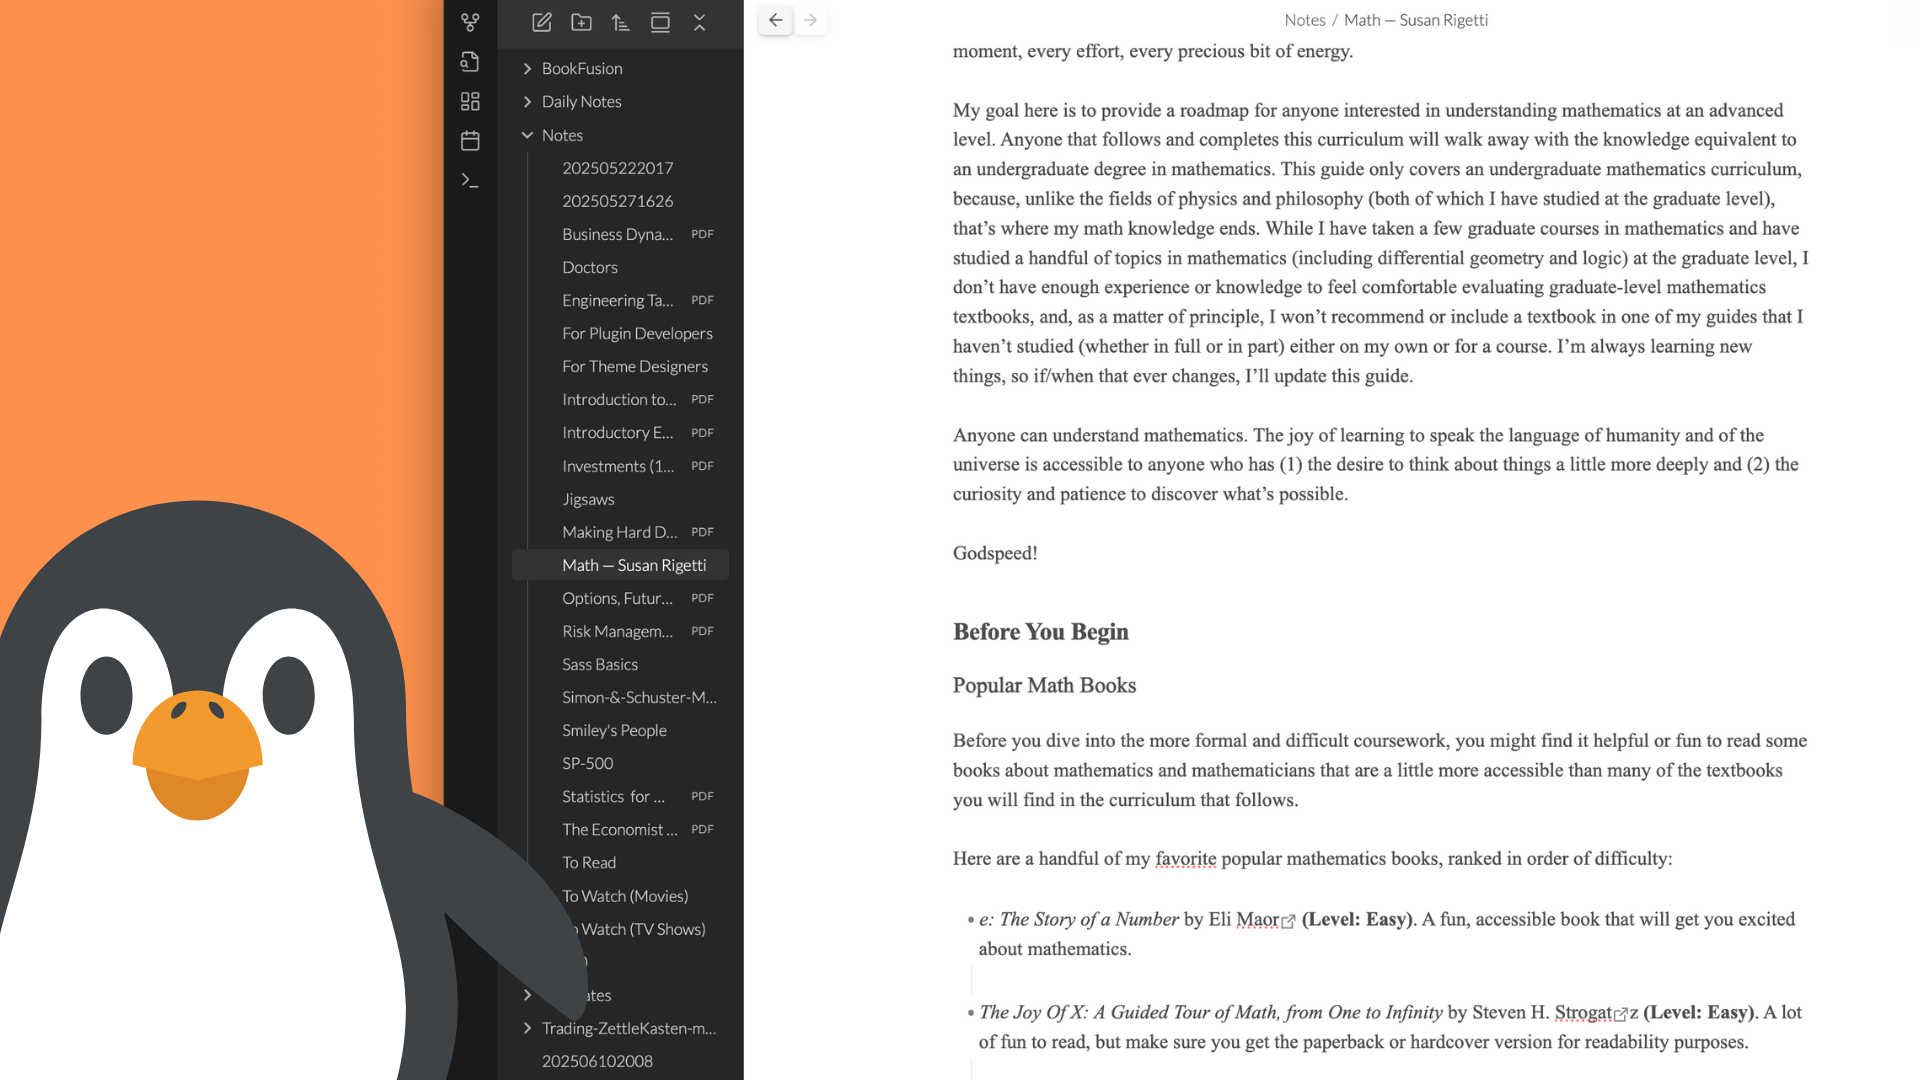 BookFusion
Daily Notes
Notes
202505222017
202505271626
Business Dyna... PDF
Doctors
Engineering Ta... PDF
For Plugin Developers
For Theme Designers
Introduction to... PDF
Introductory E... PDF
Investments (1... PDF
Jigsaws
Making Hard D... PDF
Math — Susan Rigetti
Options, Futur... PDF
Risk Managem... PDF
Sass Basics
Simon-&-Schuster-M...
Smiley's People
SP-500
Statistics for ... PDF
The Economist ... PDF
To Read
To Watch (Movies)
Watch (TV Shows)
Trading-ZettleKasten-m...
202506102008
Notes / Math — Susan Rigetti
moment, every effort, every precious bit of energy.
My goal here is to provide a roadmap for anyone interested in understanding mathematics at an advanced
level. Anyone that follows and completes this curriculum will walk away with the knowledge equivalent to
an undergraduate degree in mathematics. This guide only covers an undergraduate mathematics curriculum,
because, unlike the fields of physics and philosophy (both of which I have studied at the graduate level),
that’s where my math knowledge ends. While I have taken a few graduate courses in mathematics and have
studied a handful of topics in mathematics (including differential geometry and logic) at the graduate level, I
don’t have enough experience or knowledge to feel comfortable evaluating graduate-level mathematics
textbooks, and, as a matter of principle, I won’t recommend or include a textbook in one of my guides that I
haven’t studied (whether in full or in part) either on my own or for a course. I’m always learning new
things, so if/when that ever changes, I’ll update this guide.
Anyone can understand mathematics. The joy of learning to speak the language of humanity and of the
universe is accessible to anyone who has (1) the desire to think about things a little more deeply and (2) the
curiosity and patience to discover what’s possible.
Godspeed!
Before You Begin
Popular Math Books
Before you dive into the more formal and difficult coursework, you might find it helpful or fun to read some
books about mathematics and mathematicians that are a little more accessible than many of the textbooks
you will find in the curriculum that follows.
Here are a handful of my favorite popular mathematics books, ranked in order of difficulty:
• e: The Story of a Number by Eli Maor (Level: Easy). A fun, accessible book that will get you excited
about mathematics.
• The Joy Of X: A Guided Tour of Math, from One to Infinity by Steven H. Strogatz (Level: Easy). A lot
of fun to read, but make sure you get the paperback or hardcover version for readability purposes.